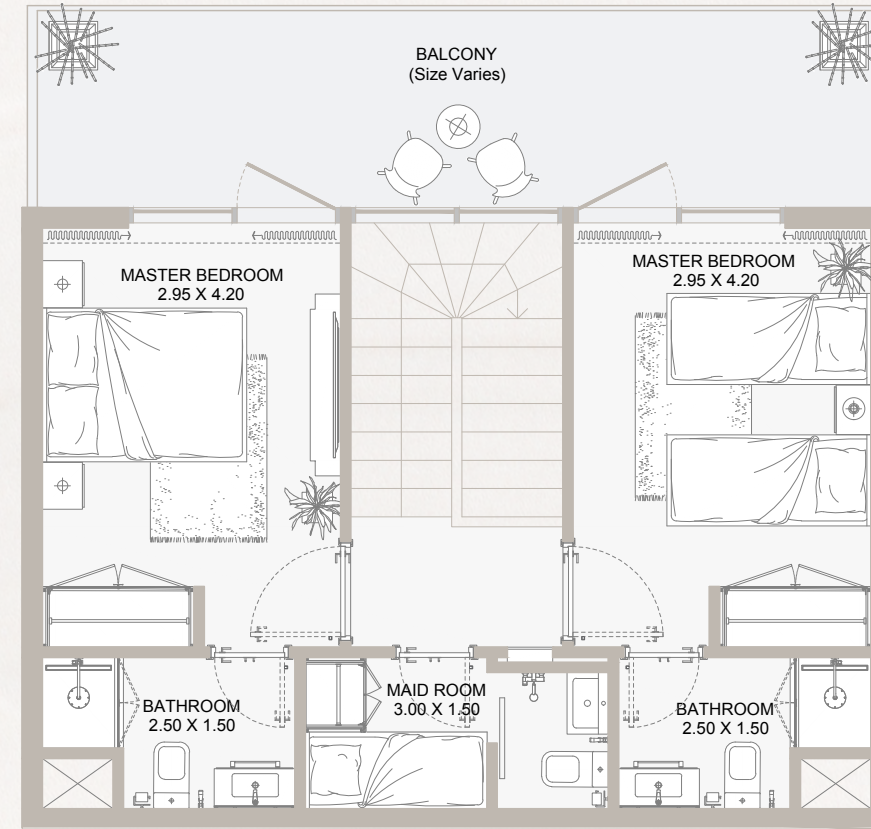 BALCONY
(Size Varies)
MASTER BEDROOM
2.95 X 4.20
MASTER BEDROOM
2.95 X 4.20
BATHROOM
2.50 X 1.50
MAID ROOM
3.00 X 1.50
BATHROOM
2.50 X 1.50